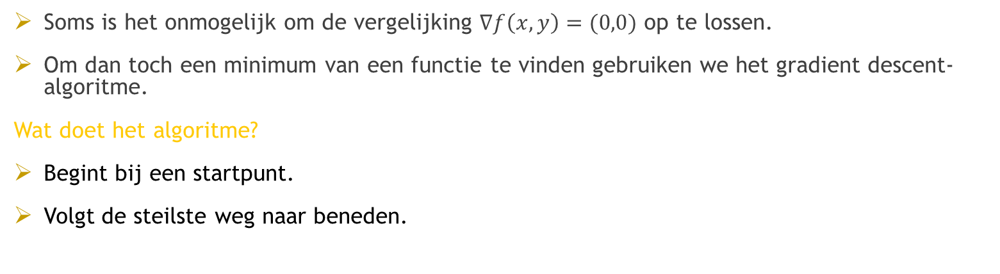 ➢ Soms is het onmogelijk om de vergelijking ∇𝑓(𝑥, 𝑦) = (0,0) op te lossen.
➢ Om dan toch een minimum van een functie te vinden gebruiken we het gradient descent-
algoritme.
Wat doet het algoritme?
➢ Begint bij een startpunt.
➢ Volgt de steilste weg naar beneden.